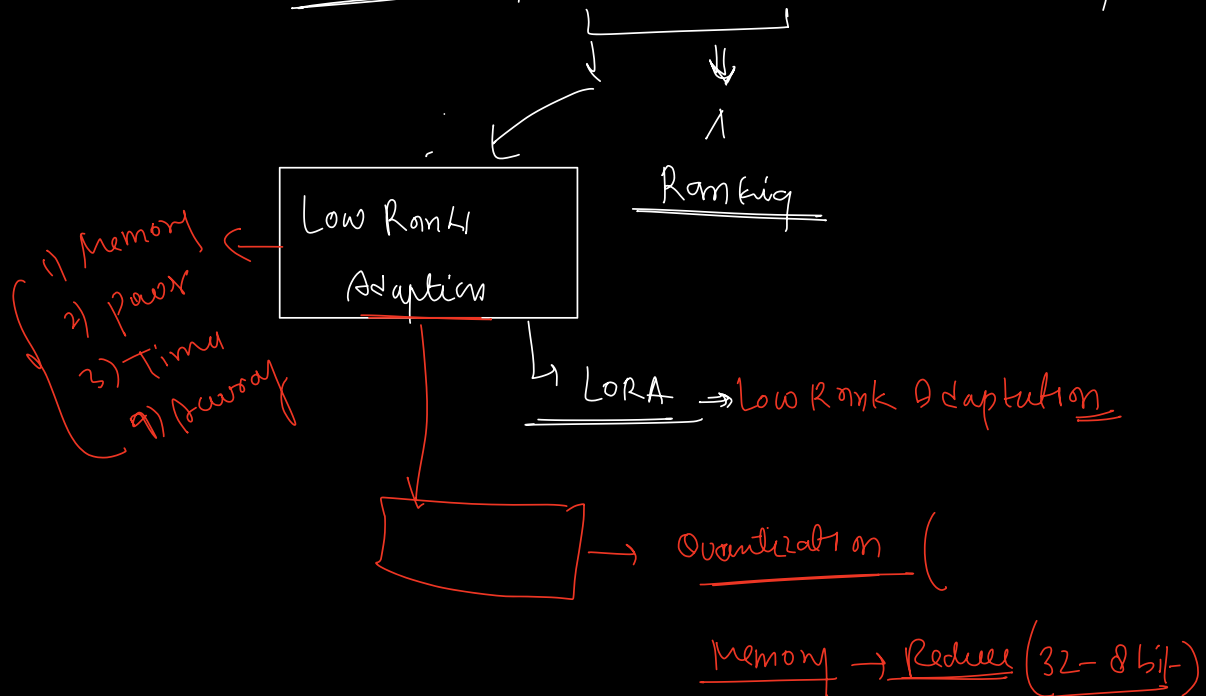 Ranking
Low Rank
Adaption
1) Memory
2) Power
3) Time
4) Accuracy
LORA → Low Rank Adaptation
→ Quantization (
Memory → Reduce (32 - 8 bit)